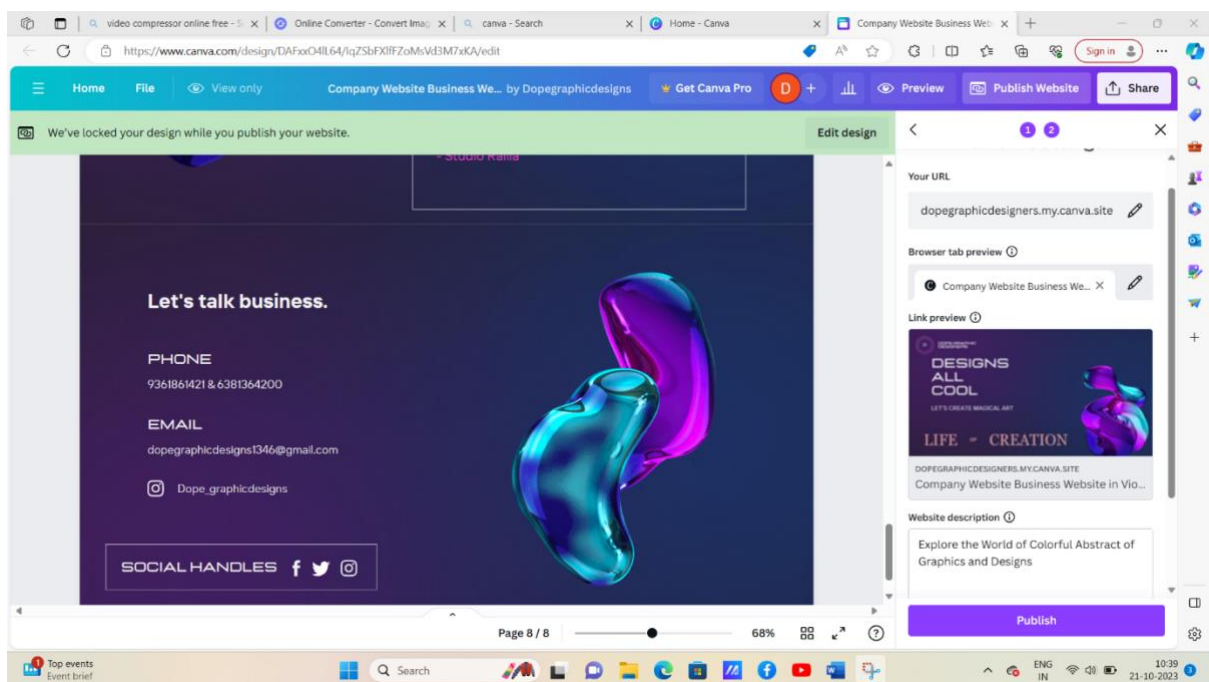 video compressor online free - S
Online Converter - Convert Imag
canva - Search
Home - Canva
Company Website Business Web
https://www.canva.com/design/DAFxxO4lL64/IqZSbFXlfFZoMsVd3M7xKA/edit
Sign in
Home
File
View only
Company Website Business We... by Dopegraphicdesigns
Get Canva Pro
D
Preview
Publish Website
Share
We've locked your design while you publish your website.
Edit design
1 2
- Studio Rama
Let's talk business.
PHONE
9361861421 & 6381364200
EMAIL
dopegraphicdesigns1346@gmail.com
Dope_graphicdesigns
SOCIAL HANDLES
Page 8 / 8
68%
Your URL
dopegraphicdesigners.my.canva.site
Browser tab preview
Company Website Business We...
Link preview
DESIGNS
ALL
COOL
LET'S CREATE MAGICAL ART
LIFE = CREATION
DOPEGRAPHICDESIGNERS.MY.CANVA.SITE
Company Website Business Website in Vio...
Website description
Explore the World of Colorful Abstract of
Graphics and Designs
Publish
Top events
Event brief
Search
ENG
IN
10:39
21-10-2023